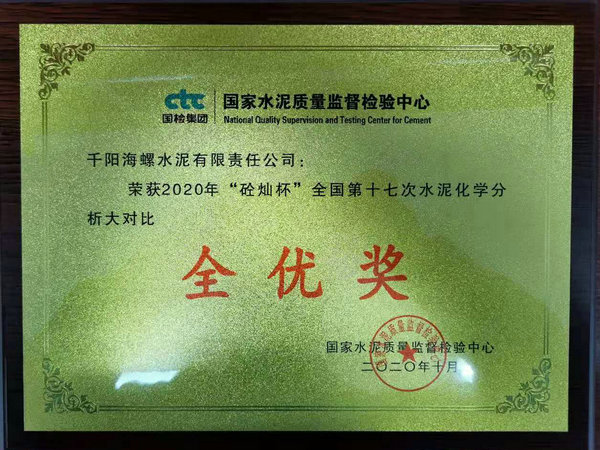 ctc 国检集团
国家水泥质量监督检验中心
National Quality Supervision and Testing Center for Cement
千阳海螺水泥有限责任公司：
荣获2020年“砼灿杯”全国第十七次水泥化学分
析大对比
全优奖
国家水泥质量监督检验中心
二〇二〇年十月